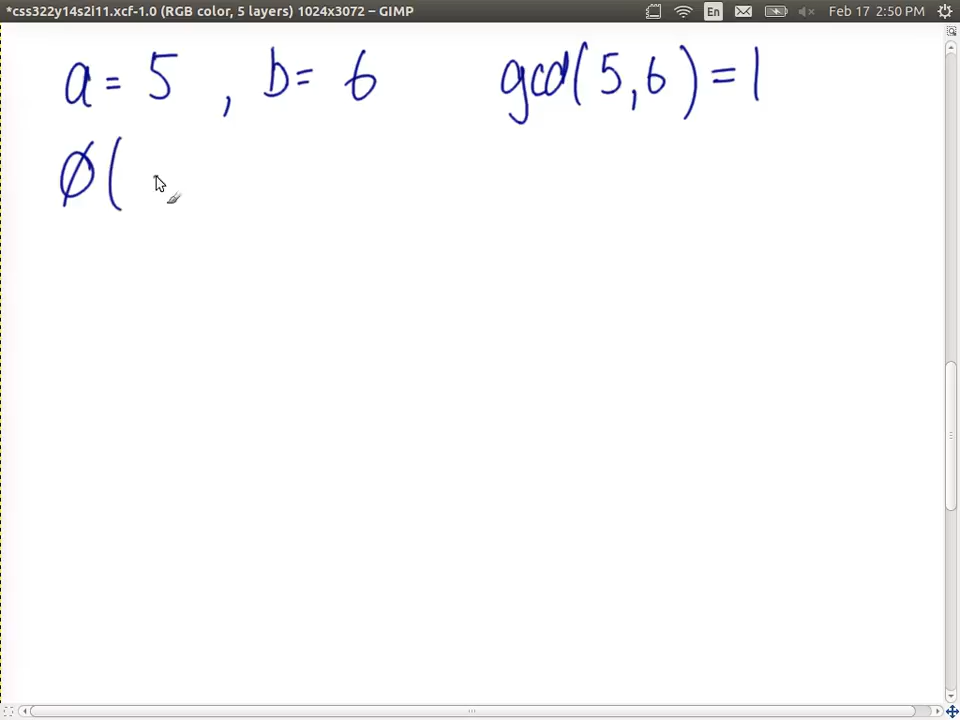 *css322y14s2i11.xcf-1.0 (RGB color, 5 layers) 1024x3072 – GIMP En Feb 17 2:50 PM
a = 5 , b = 6 gcd(5,6) = 1
Ø(